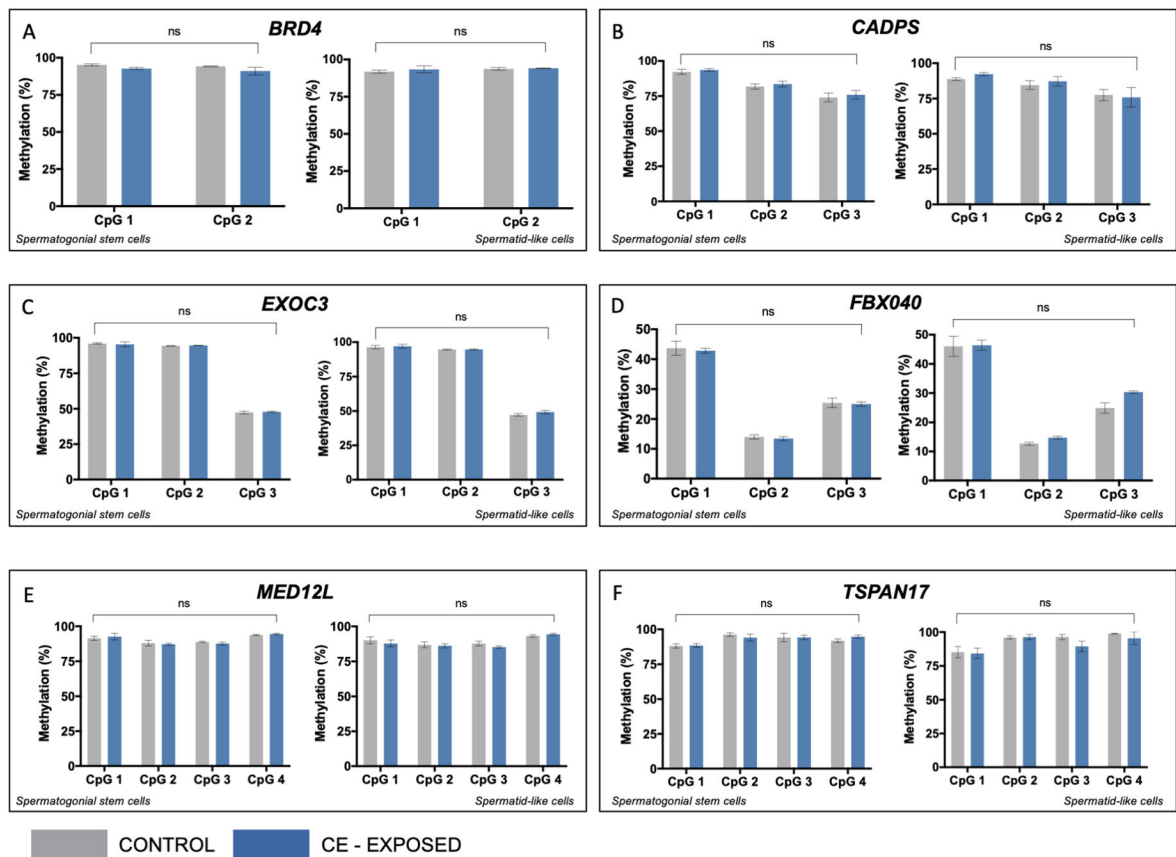 A
BRD4
ns
ns
Methylation (%)
100
75
50
25
0
CpG 1
CpG 2
Methylation (%)
100
75
50
25
0
CpG 1
CpG 2
Spermatogonial stem cells
Spermatid-like cells
B
CADPS
ns
ns
Methylation (%)
100
75
50
25
0
CpG 1
CpG 2
CpG 3
Methylation (%)
100
75
50
25
0
CpG 1
CpG 2
CpG 3
Spermatogonial stem cells
Spermatid-like cells
C
EXOC3
ns
ns
Methylation (%)
100
75
50
25
0
CpG 1
CpG 2
CpG 3
Methylation (%)
100
75
50
25
0
CpG 1
CpG 2
CpG 3
Spermatogonial stem cells
Spermatid-like cells
D
FBX040
ns
ns
Methylation (%)
50
40
30
20
10
0
CpG 1
CpG 2
CpG 3
Methylation (%)
50
40
30
20
10
0
CpG 1
CpG 2
CpG 3
Spermatogonial stem cells
Spermatid-like cells
E
MED12L
ns
ns
Methylation (%)
100
75
50
25
0
CpG 1
CpG 2
CpG 3
CpG 4
Methylation (%)
100
75
50
25
0
CpG 1
CpG 2
CpG 3
CpG 4
Spermatogonial stem cells
Spermatid-like cells
F
TSPAN17
ns
ns
Methylation (%)
100
75
50
25
0
CpG 1
CpG 2
CpG 3
CpG 4
Methylation (%)
100
75
50
25
0
CpG 1
CpG 2
CpG 3
CpG 4
Spermatogonial stem cells
Spermatid-like cells
CONTROL
CE - EXPOSED